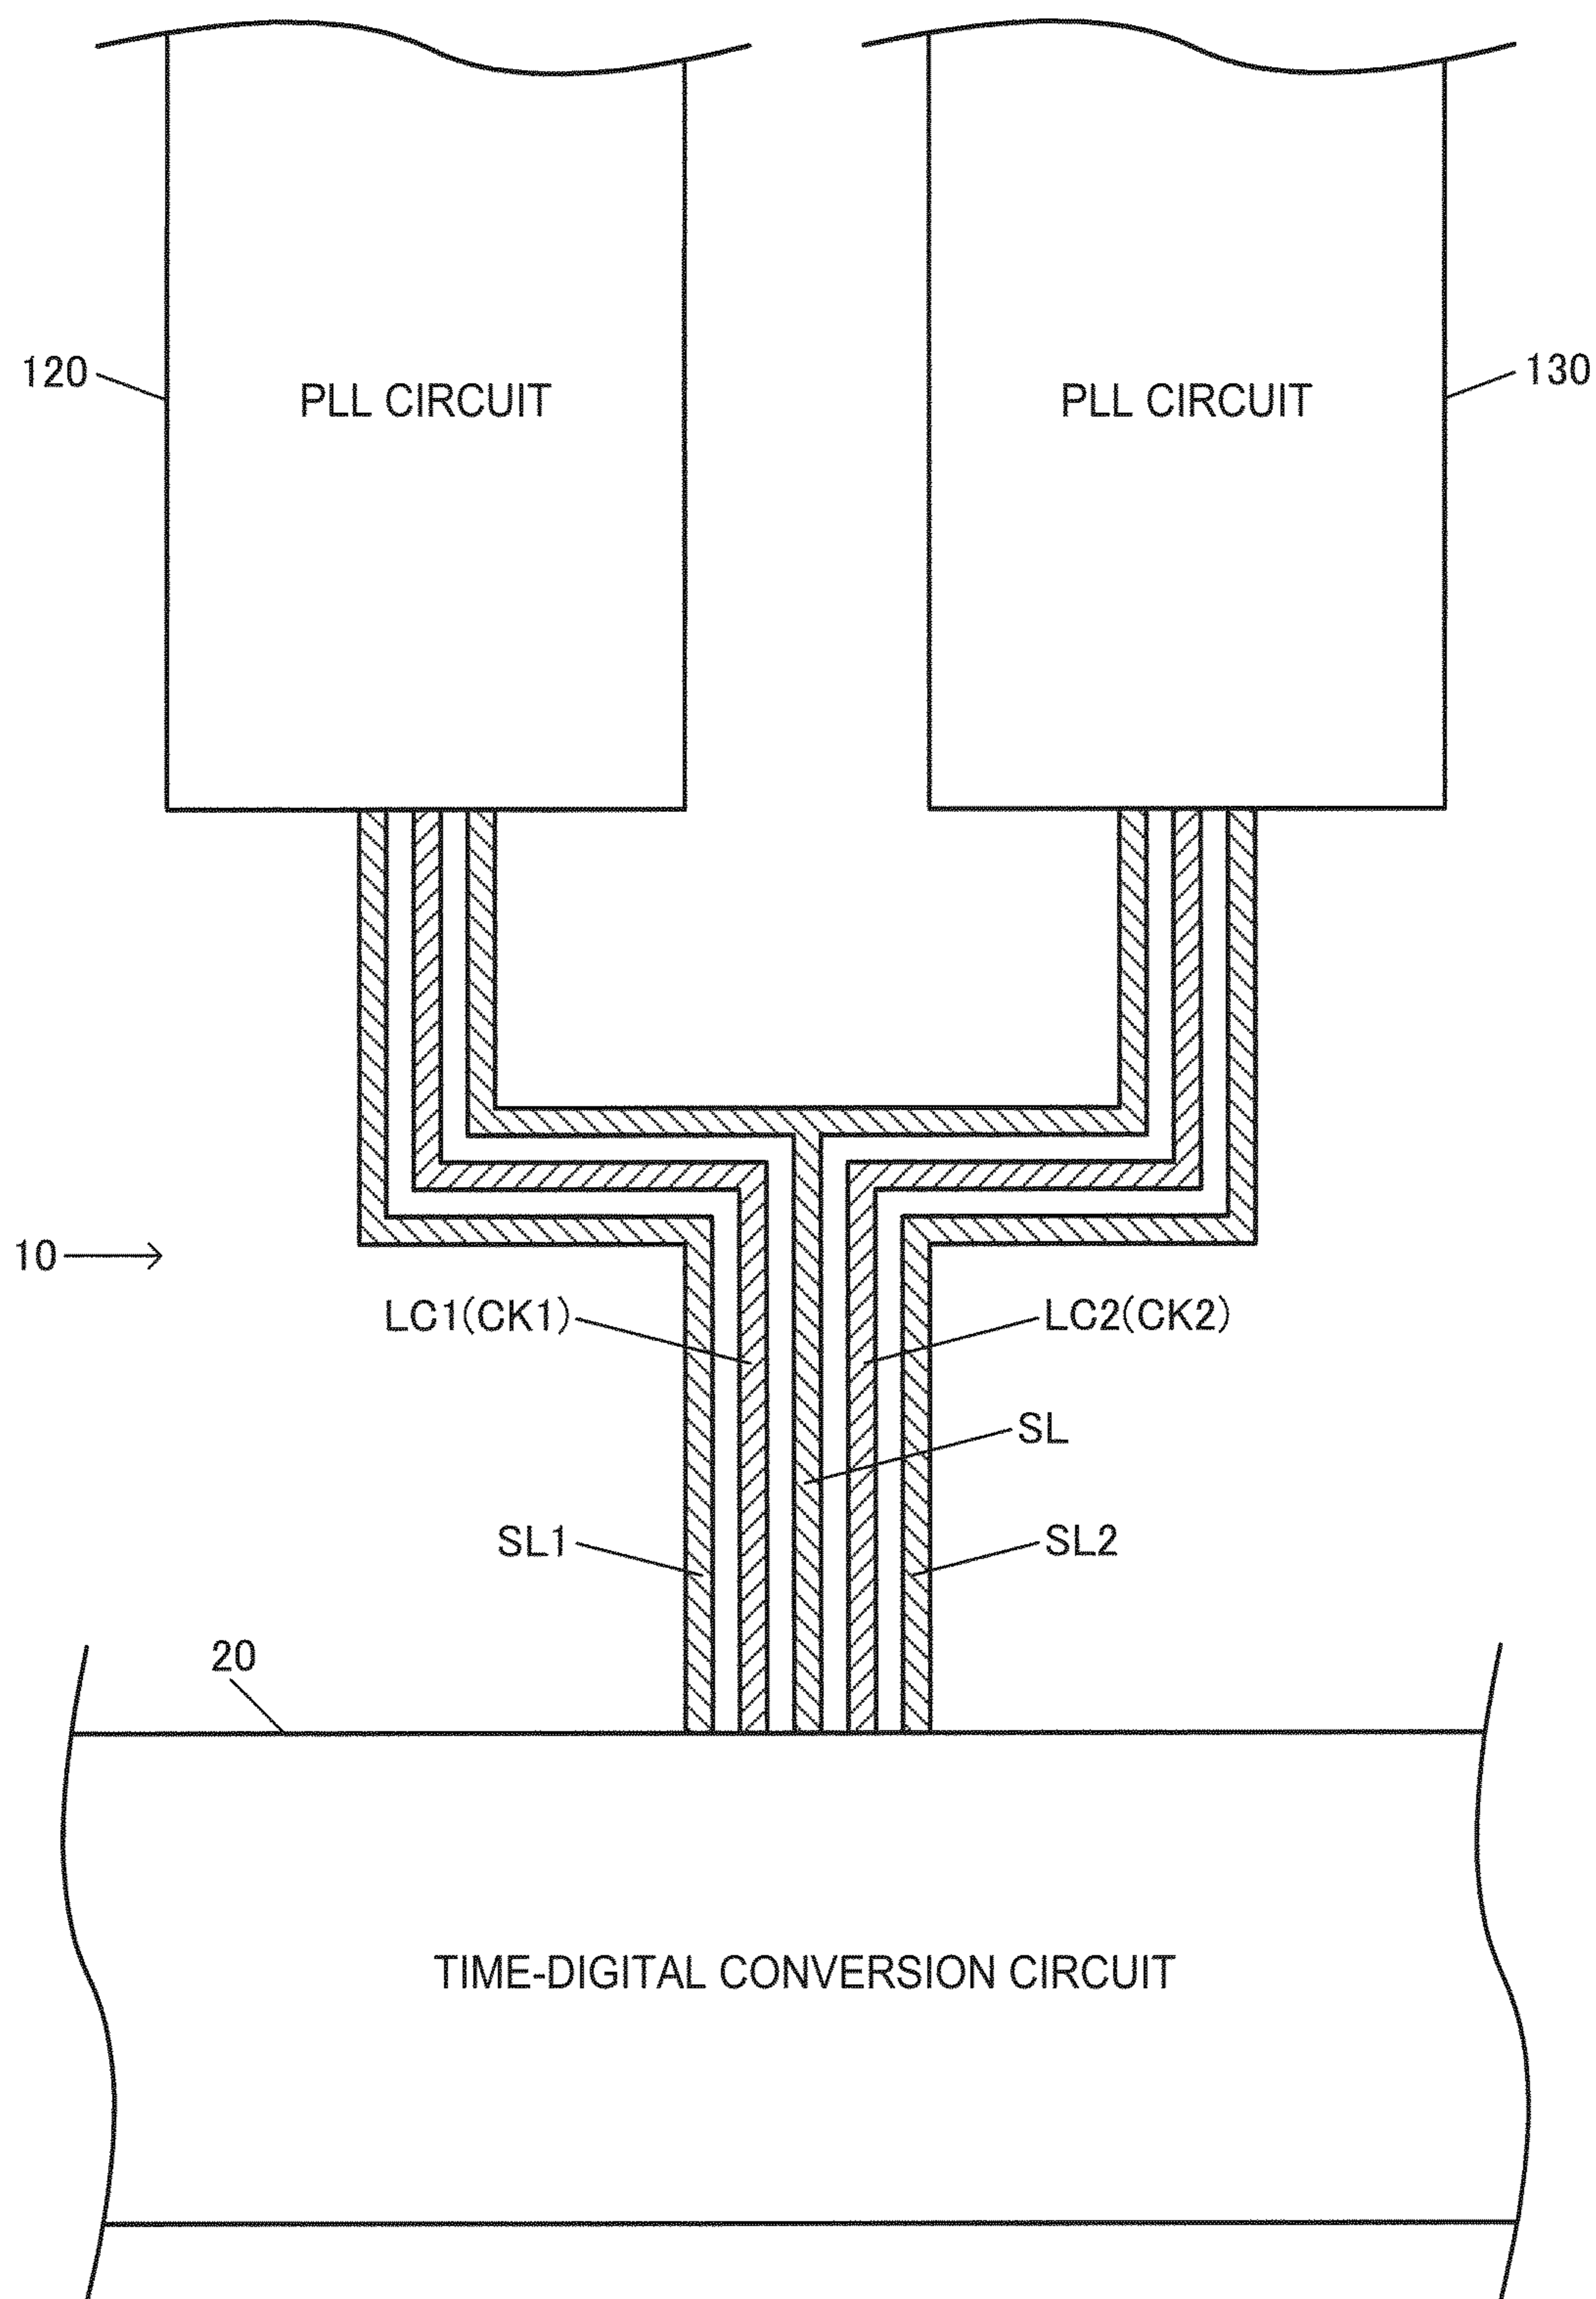 120
PLL CIRCUIT
PLL CIRCUIT
130
10
LC1(CK1)
LC2(CK2)
SL
SL1
SL2
20
TIME-DIGITAL CONVERSION CIRCUIT